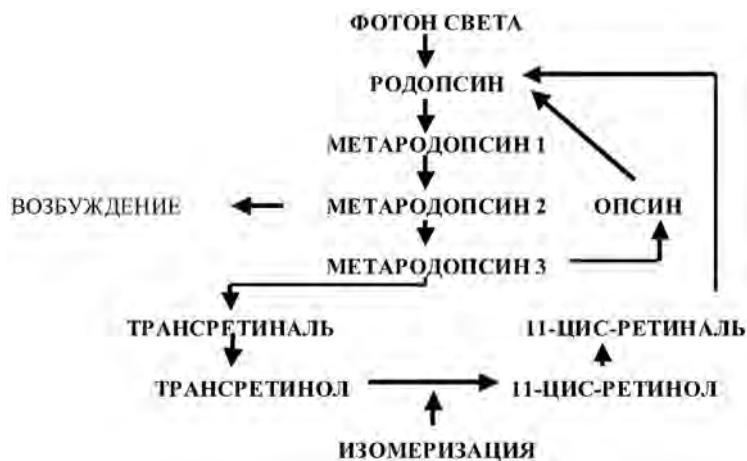 ФОТОН СВЕТА
РОДОПСИН
МЕТАРОДОПСИН 1
ВОЗБУЖДЕНИЕ МЕТАРОДОПСИН 2 ОПСИН
МЕТАРОДОПСИН 3
ТРАНСРЕТИНАЛЬ 11-ЦИС-РЕТИНАЛЬ
ТРАНСРЕТИНОЛ 11-ЦИС-РЕТИНОЛ
ИЗОМЕРИЗАЦИЯ